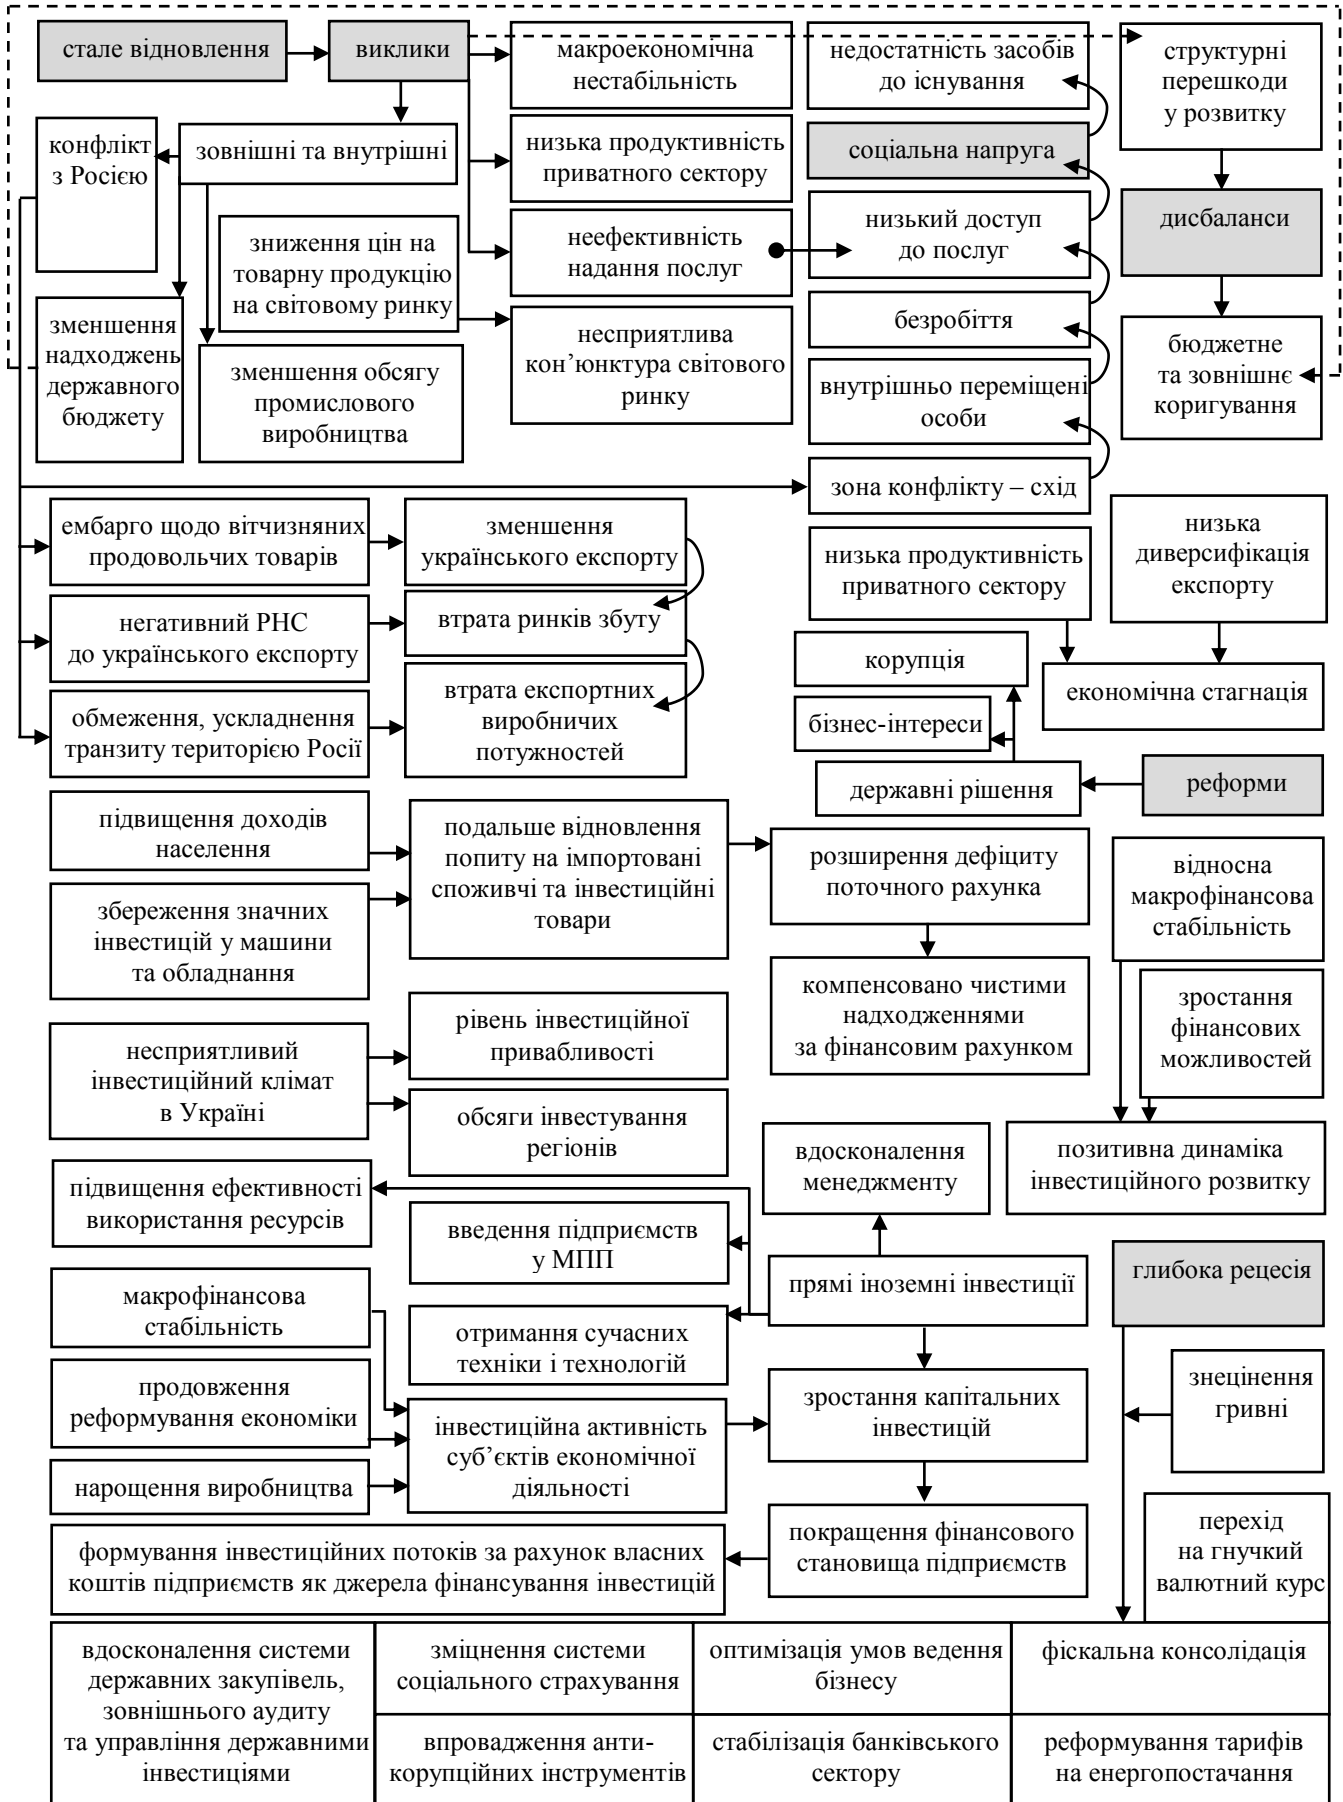 стале відновлення
виклики
макроекономічна
нестабільність
недостатність засобів
до існування
структурні
перешкоди
у розвитку
конфлікт
з Росією
зовнішні та внутрішні
низька продуктивність
приватного сектору
соціальна напруга
дисбаланси
зниження цін на
товарну продукцію
на світовому ринку
неефективність
надання послуг
низький доступ
до послуг
безробіття
зменшення
надходжень
державного
бюджету
зменшення обсягу
промислового
виробництва
несприятлива
кон’юнктура світового
ринку
внутрішньо переміщені
особи
бюджетне
та зовнішнє
коригування
зона конфлікту – схід
ембарго щодо вітчизняних
продовольчих товарів
зменшення
українського експорту
низька продуктивність
приватного сектору
низька
диверсифікація
експорту
негативний РНС
до українського експорту
втрата ринків збуту
корупція
економічна стагнація
обмеження, ускладнення
транзиту територією Росії
втрата експортних
виробничих
потужностей
бізнес-інтереси
державні рішення
реформи
підвищення доходів
населення
подальше відновлення
попиту на імпортовані
споживчі та інвестиційні
товари
розширення дефіциту
поточного рахунка
відносна
макрофінансова
стабільність
збереження значних
інвестицій у машини
та обладнання
компенсовано чистими
надходженнями
за фінансовим рахунком
зростання
фінансових
можливостей
несприятливий
інвестиційний клімат
в Україні
рівень інвестиційної
привабливості
обсяги інвестування
регіонів
вдосконалення
менеджменту
позитивна динаміка
інвестиційного розвитку
підвищення ефективності
використання ресурсів
введення підприємств
у МПП
прямі іноземні інвестиції
глибока рецесія
макрофінансова
стабільність
отримання сучасних
техніки і технологій
продовження
реформування економіки
інвестиційна активність
суб’єктів економічної
діяльності
зростання капітальних
інвестицій
знецінення
гривні
нарощення виробництва
формування інвестиційних потоків за рахунок власних
коштів підприємств як джерела фінансування інвестицій
покращення фінансового
становища підприємств
перехід
на гнучкий
валютний курс
вдосконалення системи
державних закупівель,
зовнішнього аудиту
та управління державними
інвестиціями
зміцнення системи
соціального страхування
оптимізація умов ведення
бізнесу
фіскальна консолідація
впровадження анти-
корупційних інструментів
стабілізація банківського
сектору
реформування тарифів
на енергопостачання